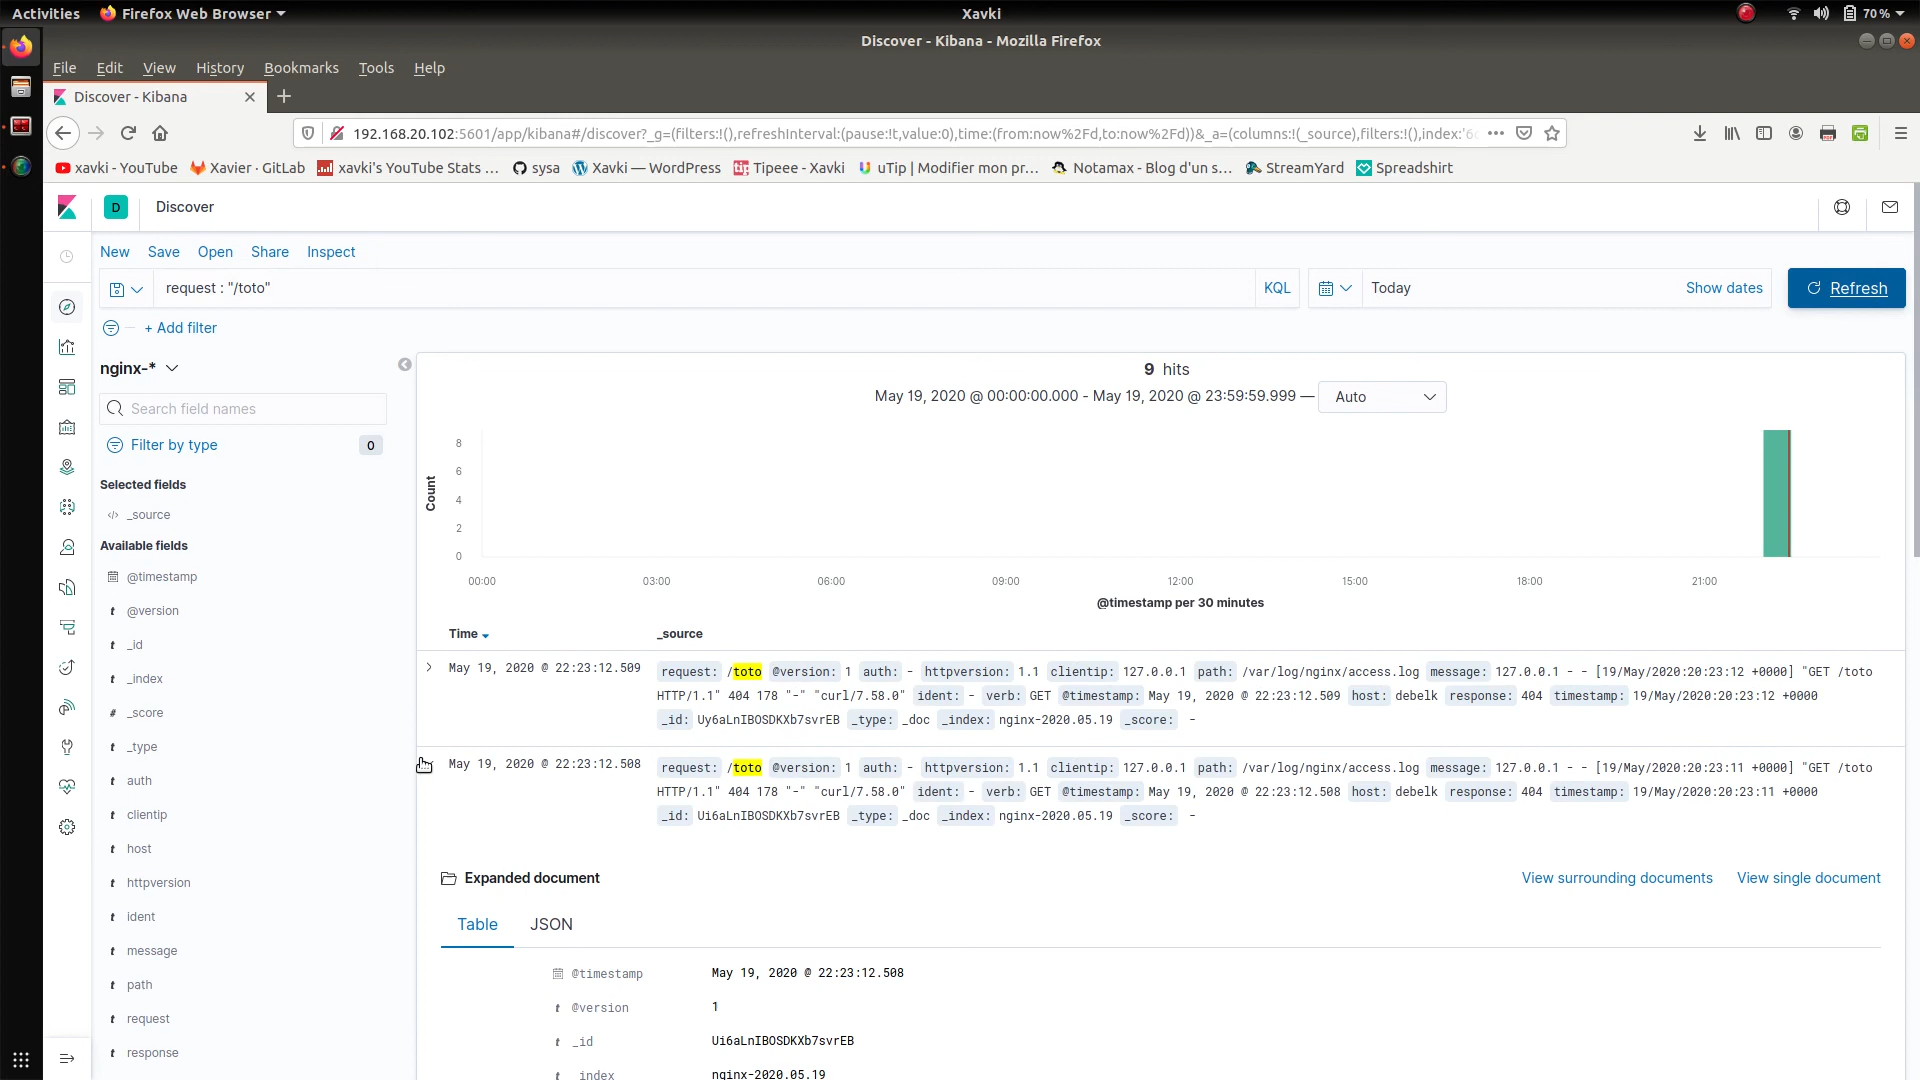 Activities Firefox Web Browser Xavki 70 %
Discover - Kibana - Mozilla Firefox
File Edit View History Bookmarks Tools Help
Discover - Kibana
192.168.20.102:5601/app/kibana#/discover?_g=(filters:!(),refreshInterval:(pause:!t,value:0),time:(from:now%2Fd,to:now%2Fd))&_a=(columns:!(_source),filters:!(),index:'6
xavki - YouTube Xavier · GitLab xavki's YouTube Stats … sysa Xavki — WordPress Tipeee - Xavki uTip | Modifier mon pr… Notamax - Blog d'un s… StreamYard Spreadshirt
D Discover
New Save Open Share Inspect
request : "/toto" KQL Today Show dates Refresh
+ Add filter
nginx-*
9 hits
May 19, 2020 @ 00:00:00.000 - May 19, 2020 @ 23:59:59.999 — Auto
Search field names
Filter by type 0
Selected fields
_source
Available fields
@timestamp
@version
_id
_index
_score
_type
auth
clientip
host
httpversion
ident
message
path
request
response
Count
8
6
4
2
0
00:00 03:00 06:00 09:00 12:00 15:00 18:00 21:00
@timestamp per 30 minutes
Time _source
May 19, 2020 @ 22:23:12.509 request: /toto @version: 1 auth: - httpversion: 1.1 clientip: 127.0.0.1 path: /var/log/nginx/access.log message: 127.0.0.1 - - [19/May/2020:20:23:12 +0000] "GET /toto
HTTP/1.1" 404 178 "-" "curl/7.58.0" ident: - verb: GET @timestamp: May 19, 2020 @ 22:23:12.509 host: debelk response: 404 timestamp: 19/May/2020:20:23:12 +0000
_id: Uy6aLnIBOSDKXb7svrEB _type: _doc _index: nginx-2020.05.19 _score: -
May 19, 2020 @ 22:23:12.508 request: /toto @version: 1 auth: - httpversion: 1.1 clientip: 127.0.0.1 path: /var/log/nginx/access.log message: 127.0.0.1 - - [19/May/2020:20:23:11 +0000] "GET /toto
HTTP/1.1" 404 178 "-" "curl/7.58.0" ident: - verb: GET @timestamp: May 19, 2020 @ 22:23:12.508 host: debelk response: 404 timestamp: 19/May/2020:20:23:11 +0000
_id: Ui6aLnIBOSDKXb7svrEB _type: _doc _index: nginx-2020.05.19 _score: -
Expanded document View surrounding documents View single document
Table JSON
@timestamp May 19, 2020 @ 22:23:12.508
t @version 1
t _id Ui6aLnIBOSDKXb7svrEB
t _index nginx-2020.05.19